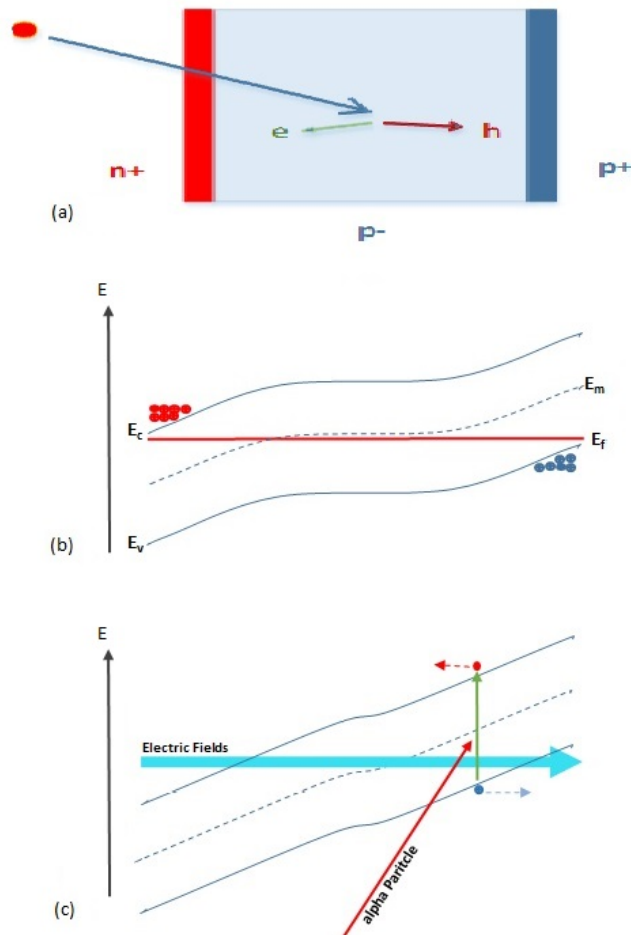 e
h
n+
p+
(a)
p-
E
Em
Ec
Ef
Ev
(b)
E
Electric Fields
alpha Paritcle
(c)